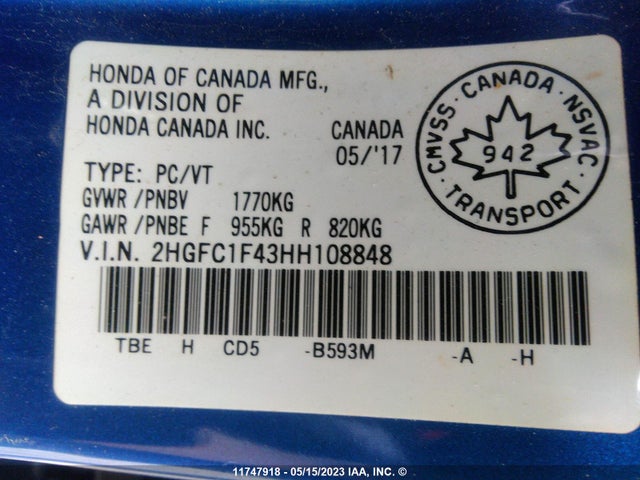 HONDA OF CANADA MFG.,
A DIVISION OF
HONDA CANADA INC. CANADA
05/'17
TYPE: PC/VT
GVWR/PNBV 1770KG
GAWR/PNBE F 955KG R 820KG
V.I.N. 2HGFC1F43HH108848
TBE H CD5 -B593M -A -H
CMVSS · CANADA · NSVAC · TRANSPORT ·
942
11747918 - 05/15/2023 IAA, INC. ©